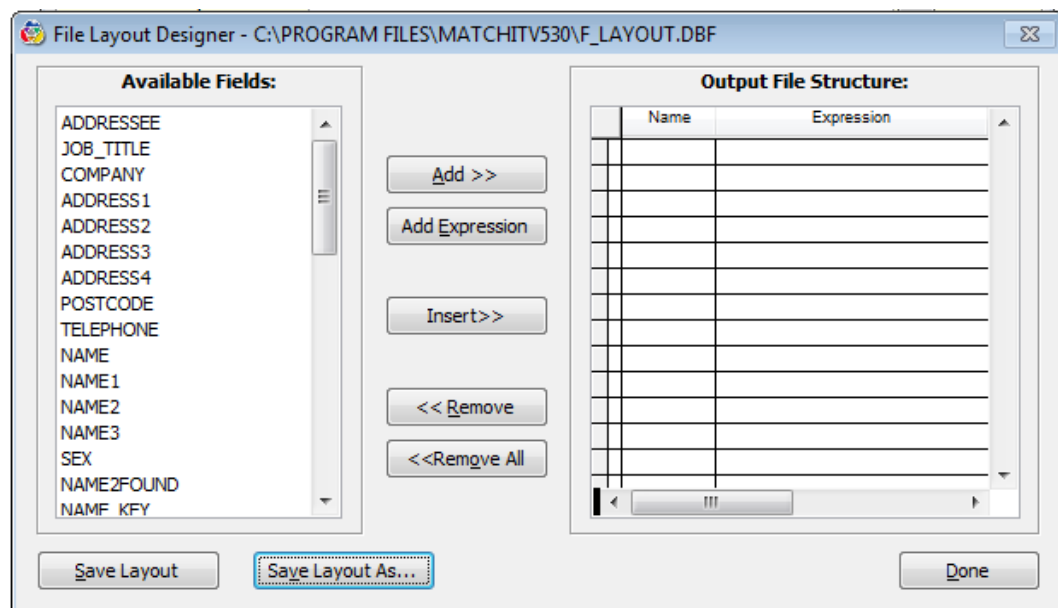 File Layout Designer - C:\PROGRAM FILES\MATCHITV530\F_LAYOUT.DBF
Available Fields:
ADDRESSEE
JOB_TITLE
COMPANY
ADDRESS1
ADDRESS2
ADDRESS3
ADDRESS4
POSTCODE
TELEPHONE
NAME
NAME1
NAME2
NAME3
SEX
NAME2FOUND
NAME_KEY
Add >>
Add Expression
Insert>>
<< Remove
<<Remove All
Output File Structure:
Name Expression
Save Layout
Save Layout As...
Done